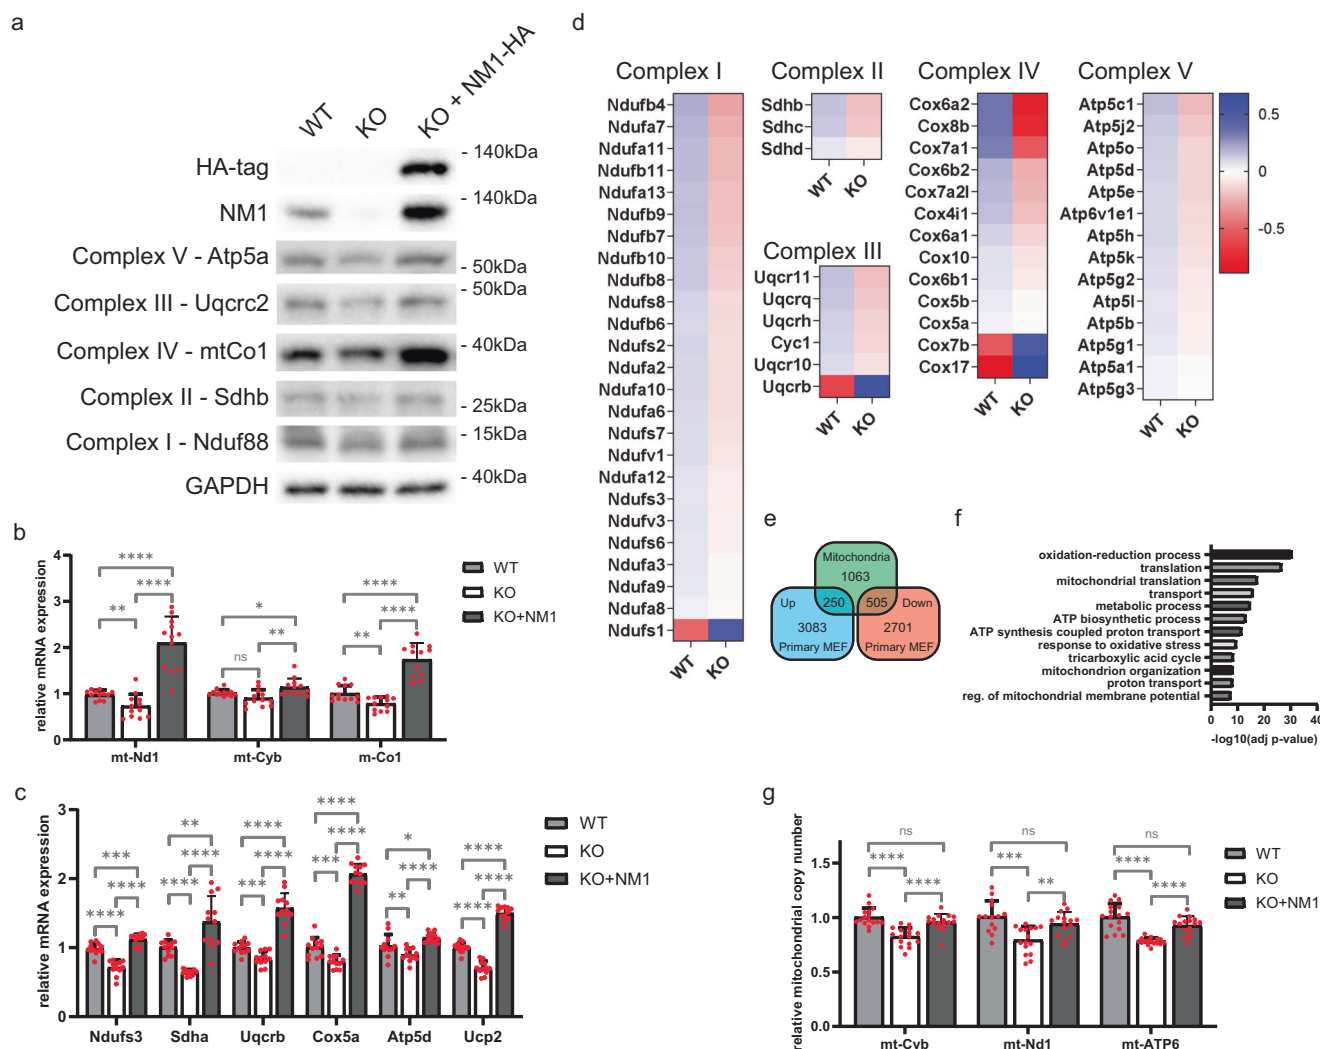 a
WT
KO
KO + NM1-HA
HA-tag
- 140kDa
NM1
- 140kDa
Complex V - Atp5a
- 50kDa
Complex III - Uqcrc2
- 50kDa
Complex IV - mtCo1
- 40kDa
Complex II - Sdhb
- 25kDa
Complex I - Nduf88
- 15kDa
GAPDH
- 40kDa
b
relative mRNA expression
4
3
2
1
0
**
****
****
ns
**
*
**
****
****
mt-Nd1
mt-Cyb
m-Co1
WT
KO
KO+NM1
c
relative mRNA expression
3
2
1
0
****
****
***
****
****
**
***
****
****
***
****
****
**
****
*
****
****
****
Ndufs3
Sdha
Uqcrb
Cox5a
Atp5d
Ucp2
WT
KO
KO+NM1
d
Complex I
Ndufb4
Ndufa7
Ndufa11
Ndufb11
Ndufa13
Ndufb9
Ndufb7
Ndufb10
Ndufb8
Ndufs8
Ndufb6
Ndufs2
Ndufa2
Ndufa10
Ndufa6
Ndufs7
Ndufv1
Ndufa12
Ndufs3
Ndufv3
Ndufs6
Ndufa3
Ndufa9
Ndufa8
Ndufs1
WT
KO
Complex II
Sdhb
Sdhc
Sdhd
WT
KO
Complex III
Uqcr11
Uqcrq
Uqcrh
Cyc1
Uqcr10
Uqcrb
WT
KO
Complex IV
Cox6a2
Cox8b
Cox7a1
Cox6b2
Cox7a2l
Cox4i1
Cox6a1
Cox10
Cox6b1
Cox5b
Cox5a
Cox7b
Cox17
WT
KO
Complex V
Atp5c1
Atp5j2
Atp5o
Atp5d
Atp5e
Atp6v1e1
Atp5h
Atp5k
Atp5g2
Atp5l
Atp5b
Atp5g1
Atp5a1
Atp5g3
WT
KO
0.5
0
-0.5
e
Mitochondria
1063
Up
250
505
Down
3083
2701
Primary MEF
Primary MEF
f
oxidation-reduction process
translation
mitochondrial translation
transport
metabolic process
ATP biosynthetic process
ATP synthesis coupled proton transport
response to oxidative stress
tricarboxylic acid cycle
mitochondrion organization
proton transport
reg. of mitochondrial membrane potential
0
10
20
30
40
-log10(adj p-value)
g
relative mitochondrial copy number
1.5
1.0
0.5
0.0
ns
****
****
ns
***
**
ns
****
****
mt-Cyb
mt-Nd1
mt-ATP6
WT
KO
KO+NM1